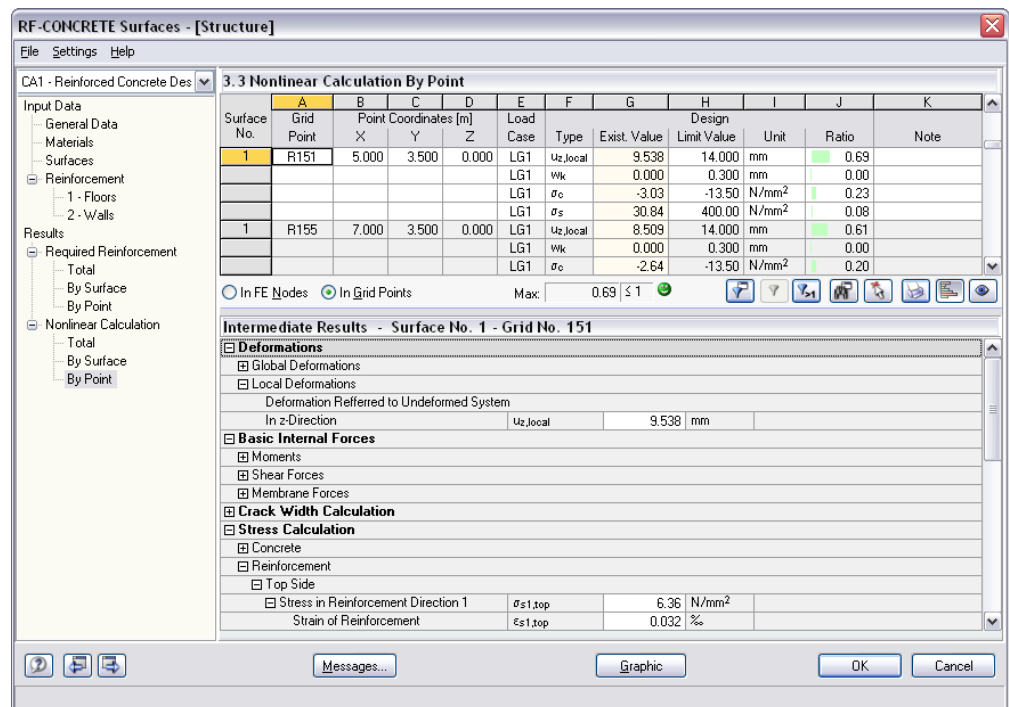 RF-CONCRETE Surfaces - [Structure]
File Settings Help
CA1 - Reinforced Concrete Des
Input Data
General Data
Materials
Surfaces
Reinforcement
1 - Floors
2 - Walls
Results
Required Reinforcement
Total
By Surface
By Point
Nonlinear Calculation
Total
By Surface
By Point
3.3 Nonlinear Calculation By Point
A B C D E F G H I J K
Surface Grid Point Coordinates [m] Load Design
No. Point X Y Z Case Type Exist. Value Limit Value Unit Ratio Note
1 R151 5.000 3.500 0.000 LG1 uz,local 9.538 14.000 mm 0.69
LG1 wk 0.000 0.300 mm 0.00
LG1 σc -3.03 -13.50 N/mm² 0.23
LG1 σs 30.84 400.00 N/mm² 0.08
1 R155 7.000 3.500 0.000 LG1 uz,local 8.509 14.000 mm 0.61
LG1 wk 0.000 0.300 mm 0.00
LG1 σc -2.64 -13.50 N/mm² 0.20
In FE Nodes In Grid Points Max: 0.69 ≤ 1
>1
Intermediate Results - Surface No. 1 - Grid No. 151
Deformations
Global Deformations
Local Deformations
Deformation Refferred to Undeformed System
In z-Direction uz,local 9.538 mm
Basic Internal Forces
Moments
Shear Forces
Membrane Forces
Crack Width Calculation
Stress Calculation
Concrete
Reinforcement
Top Side
Stress in Reinforcement Direction 1 σs1,top 6.36 N/mm²
Strain of Reinforcement εs1,top 0.032 ‰
Messages... Graphic OK Cancel